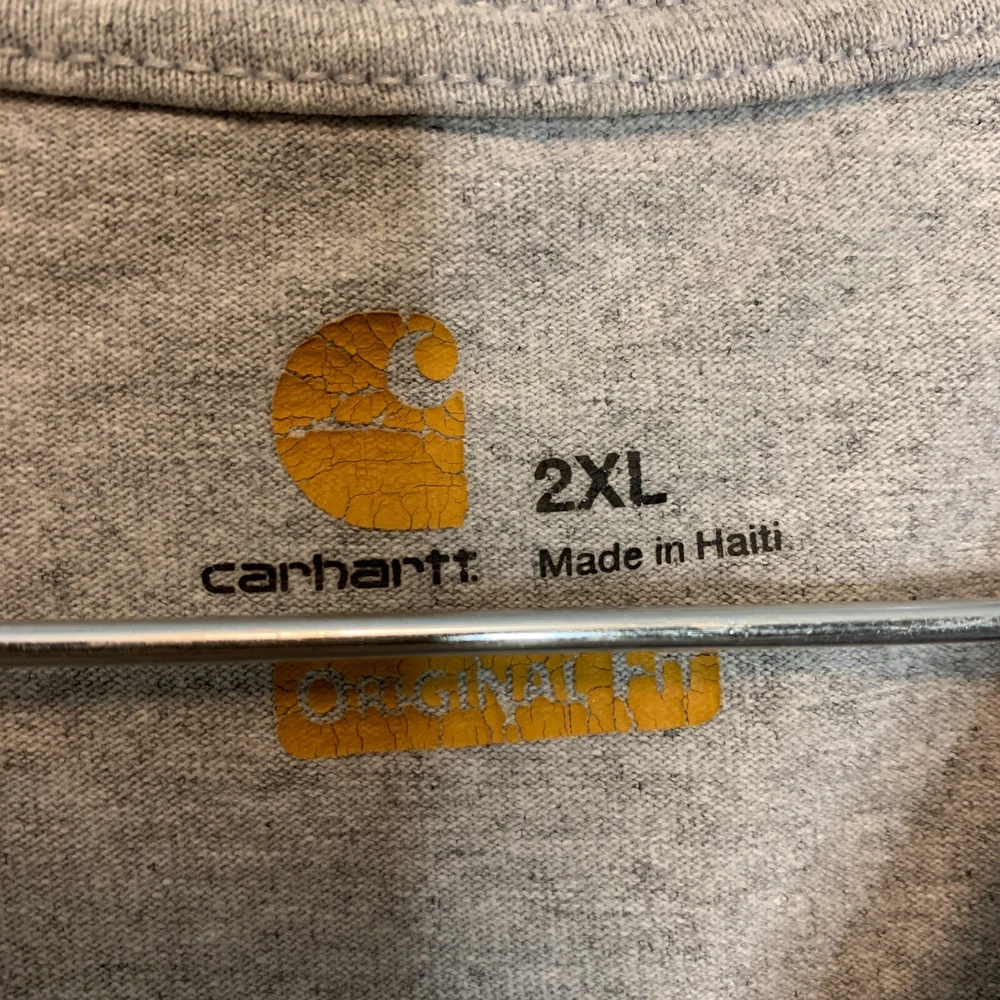 2XL
carhartt
Made in Haiti
ORIGINAL FIT